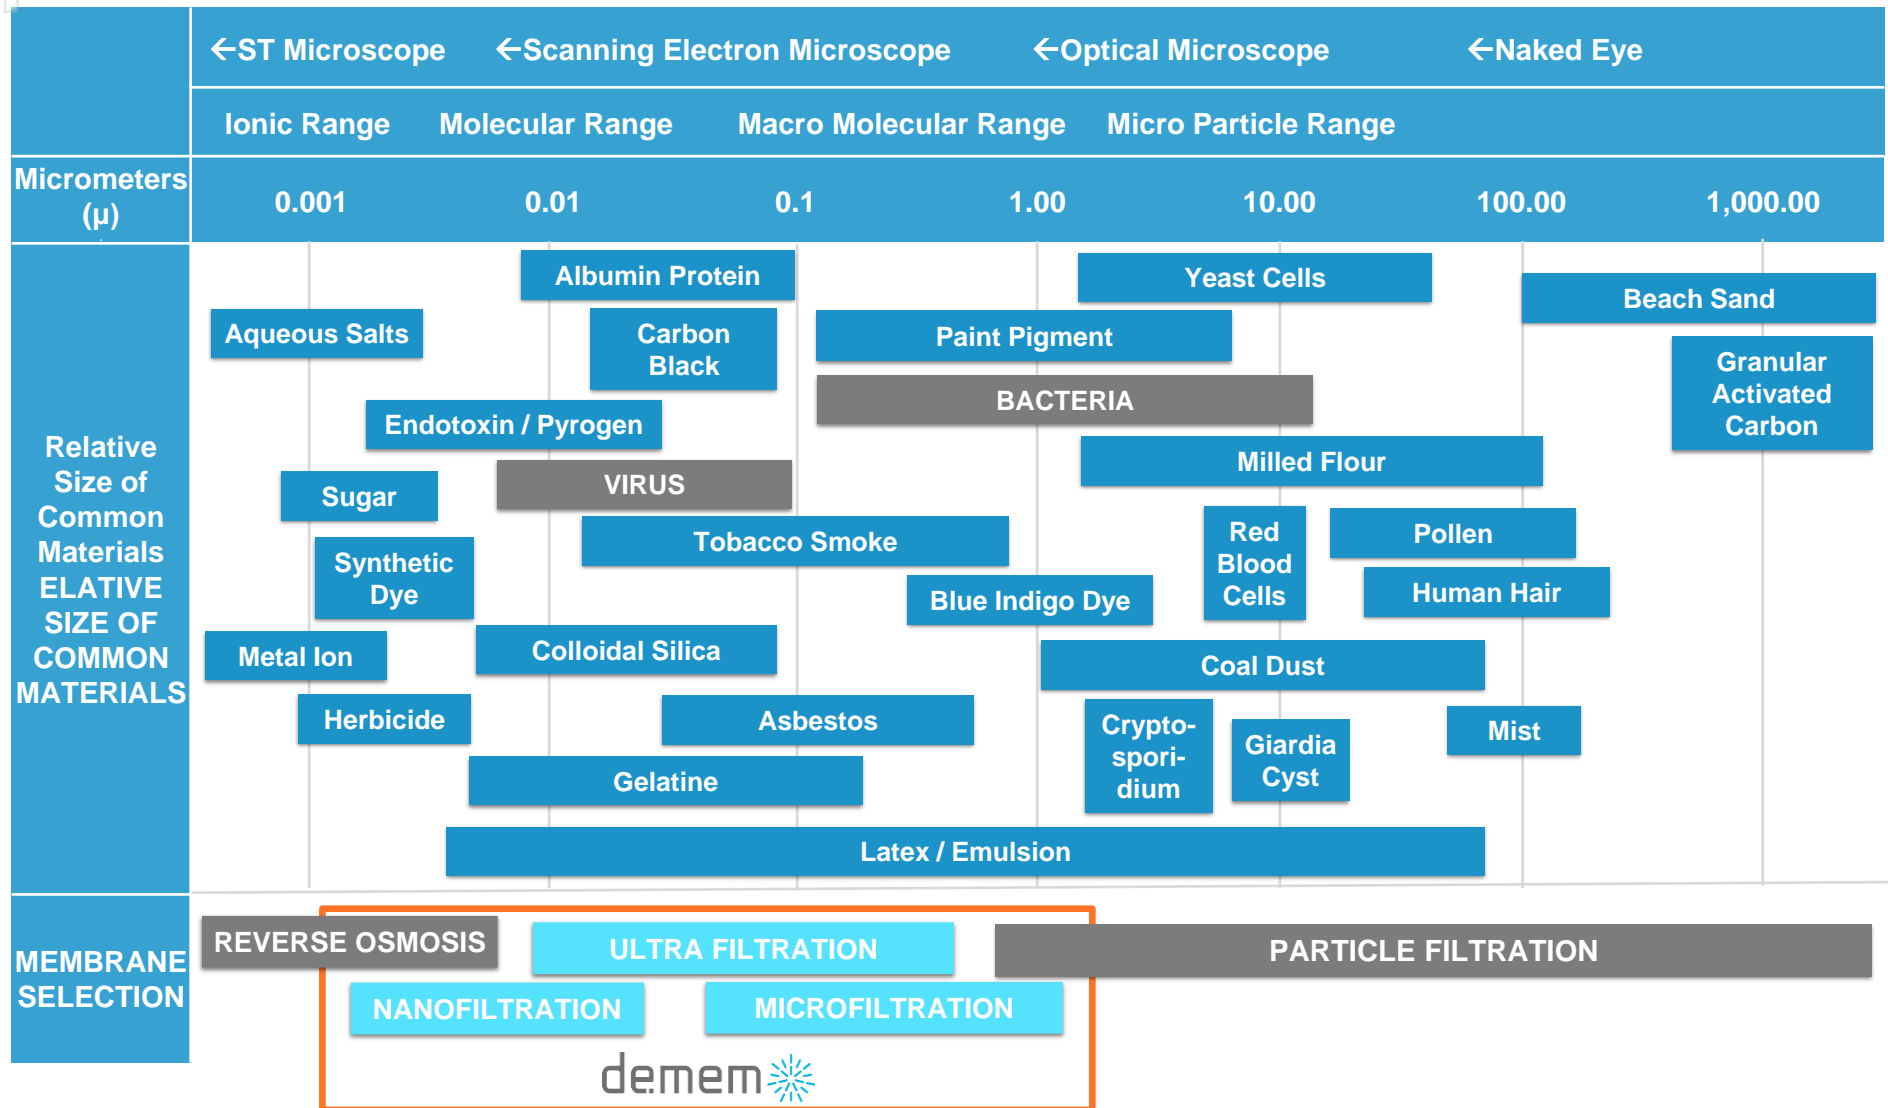 ←ST Microscope ←Scanning Electron Microscope ←Optical Microscope ←Naked Eye
Ionic Range Molecular Range Macro Molecular Range Micro Particle Range
Micrometers
(μ)
0.001 0.01 0.1 1.00 10.00 100.00 1,000.00
Relative
Size of
Common
Materials
ELATIVE
SIZE OF
COMMON
MATERIALS
Albumin Protein
Yeast Cells
Beach Sand
Aqueous Salts
Carbon
Black
Paint Pigment
Granular
Activated
Carbon
BACTERIA
Endotoxin / Pyrogen
Milled Flour
Sugar
VIRUS
Tobacco Smoke
Red
Blood
Cells
Pollen
Synthetic
Dye
Blue Indigo Dye
Human Hair
Metal Ion
Colloidal Silica
Coal Dust
Herbicide
Asbestos
Crypto-
spori-
dium
Giardia
Cyst
Mist
Gelatine
Latex / Emulsion
MEMBRANE
SELECTION
REVERSE OSMOSIS
ULTRA FILTRATION
PARTICLE FILTRATION
NANOFILTRATION
MICROFILTRATION
de.mem